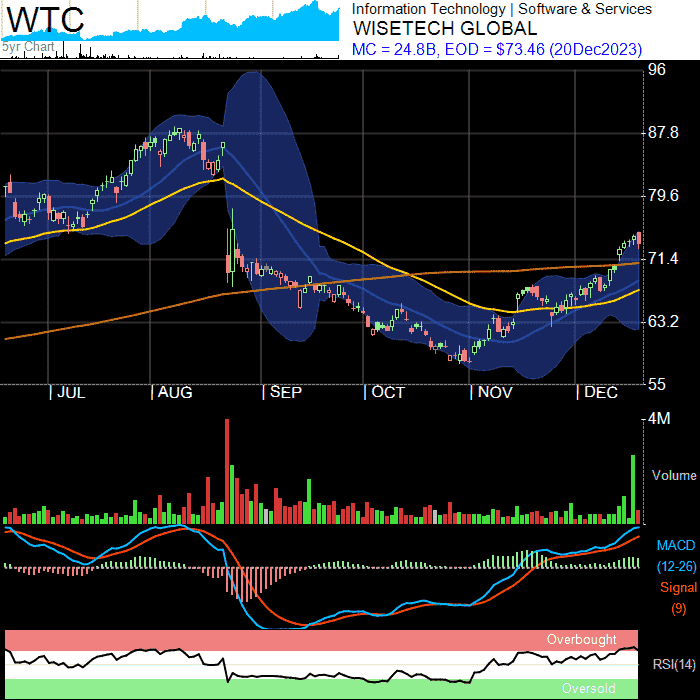 WTC
5yr Chart
Information Technology | Software & Services
WISETECH GLOBAL
MC = 24.8B, EOD = $73.46 (20Dec2023)
96
87.8
79.6
71.4
63.2
55
| JUL | AUG | SEP | OCT | NOV | DEC
4M
Volume
MACD
(12-26)
Signal
(9)
Overbought
RSI(14)
Oversold